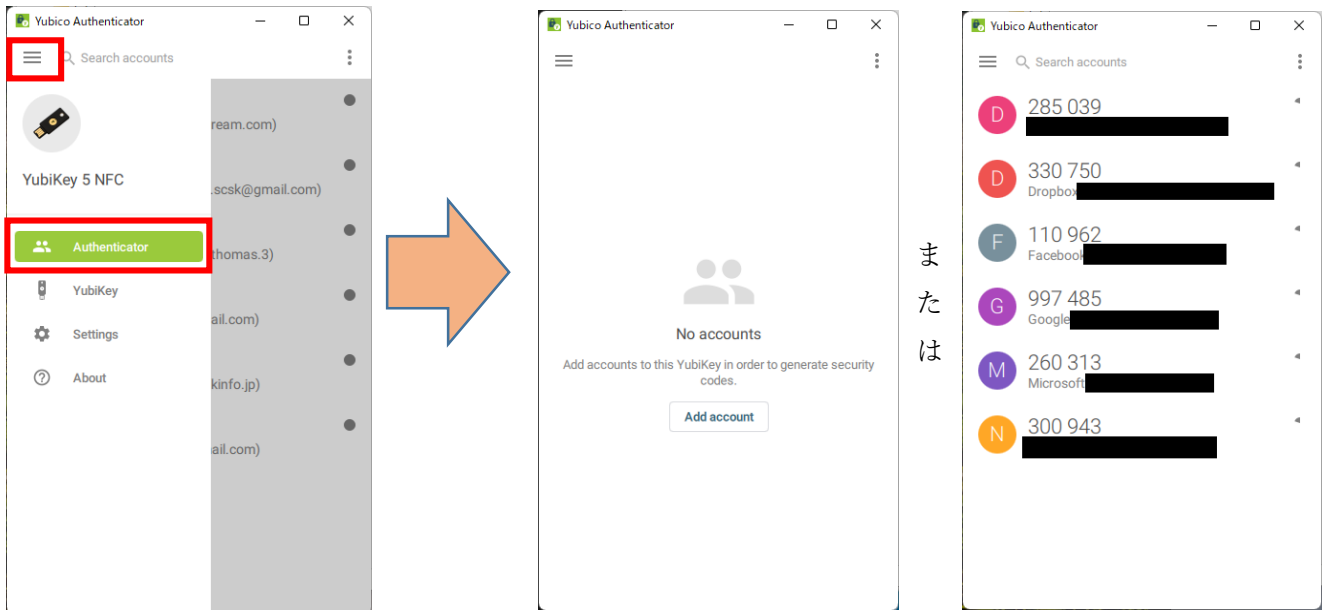 Yubico Authenticator
Search accounts
YubiKey 5 NFC
Authenticator
YubiKey
Settings
About
ream.com)
.scsk@gmail.com)
thomas.3)
ail.com)
kinfo.jp)
ail.com)
Yubico Authenticator
No accounts
Add accounts to this YubiKey in order to generate security
codes.
Add account
または
Yubico Authenticator
Search accounts
D
285 039
D
330 750
Dropbox
F
110 962
Facebook
G
997 485
Google
M
260 313
Microsoft
N
300 943